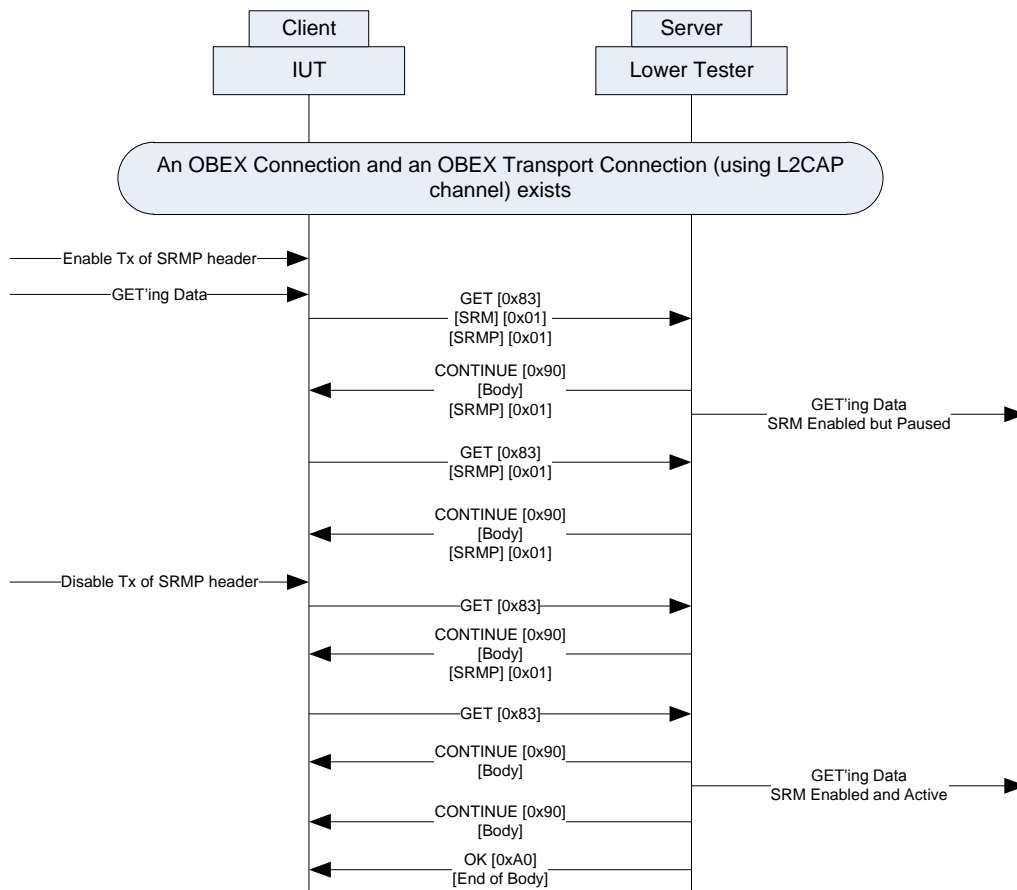 Client
Server
IUT
Lower Tester
An OBEX Connection and an OBEX Transport Connection (using L2CAP
channel) exists
Enable Tx of SRMP header
GET'ing Data
GET [0x83]
[SRM] [0x01]
[SRMP] [0x01]
CONTINUE [0x90]
[Body]
[SRMP] [0x01]
GET'ing Data
SRM Enabled but Paused
GET [0x83]
[SRMP] [0x01]
CONTINUE [0x90]
[Body]
[SRMP] [0x01]
Disable Tx of SRMP header
GET [0x83]
CONTINUE [0x90]
[Body]
[SRMP] [0x01]
GET [0x83]
CONTINUE [0x90]
[Body]
GET'ing Data
SRM Enabled and Active
CONTINUE [0x90]
[Body]
OK [0xA0]
[End of Body]